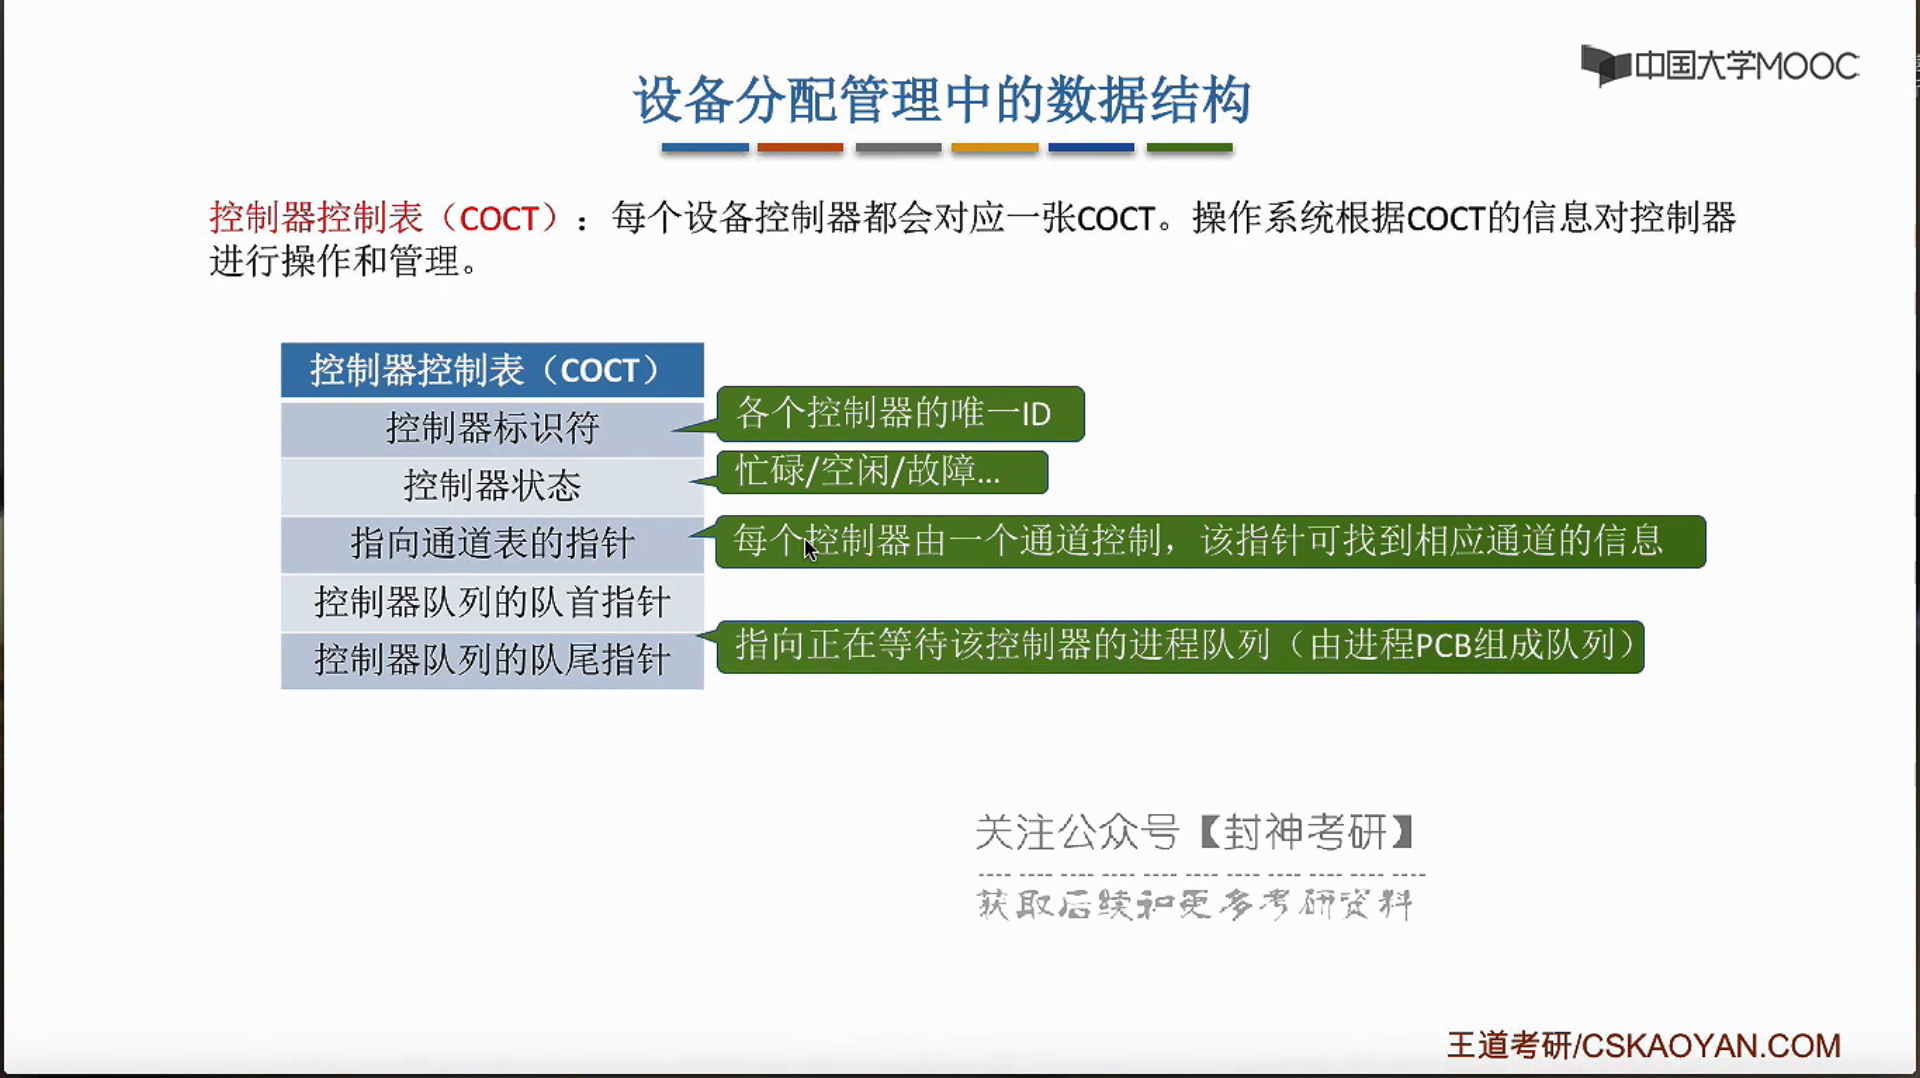 中国大学MOOC
设备分配管理中的数据结构
控制器控制表（COCT）：每个设备控制器都会对应一张COCT。操作系统根据COCT的信息对控制器
进行操作和管理。
控制器控制表（COCT）
控制器标识符
各个控制器的唯一ID
控制器状态
忙碌/空闲/故障...
指向通道表的指针
每个控制器由一个通道控制，该指针可找到相应通道的信息
控制器队列的队首指针
控制器队列的队尾指针
指向正在等待该控制器的进程队列（由进程PCB组成队列）
关注公众号【封神考研】
获取后续和更多考研资料
王道考研/CSKAOYAN.COM